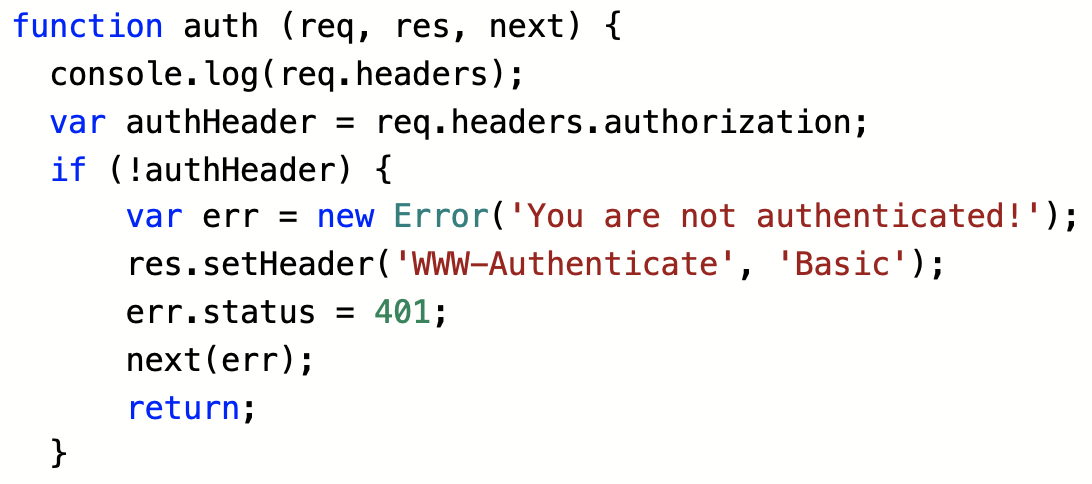 function auth (req, res, next) {
  console.log(req.headers);
  var authHeader = req.headers.authorization;
  if (!authHeader) {
      var err = new Error('You are not authenticated!');
      res.setHeader('WWW-Authenticate', 'Basic');
      err.status = 401;
      next(err);
      return;
  }